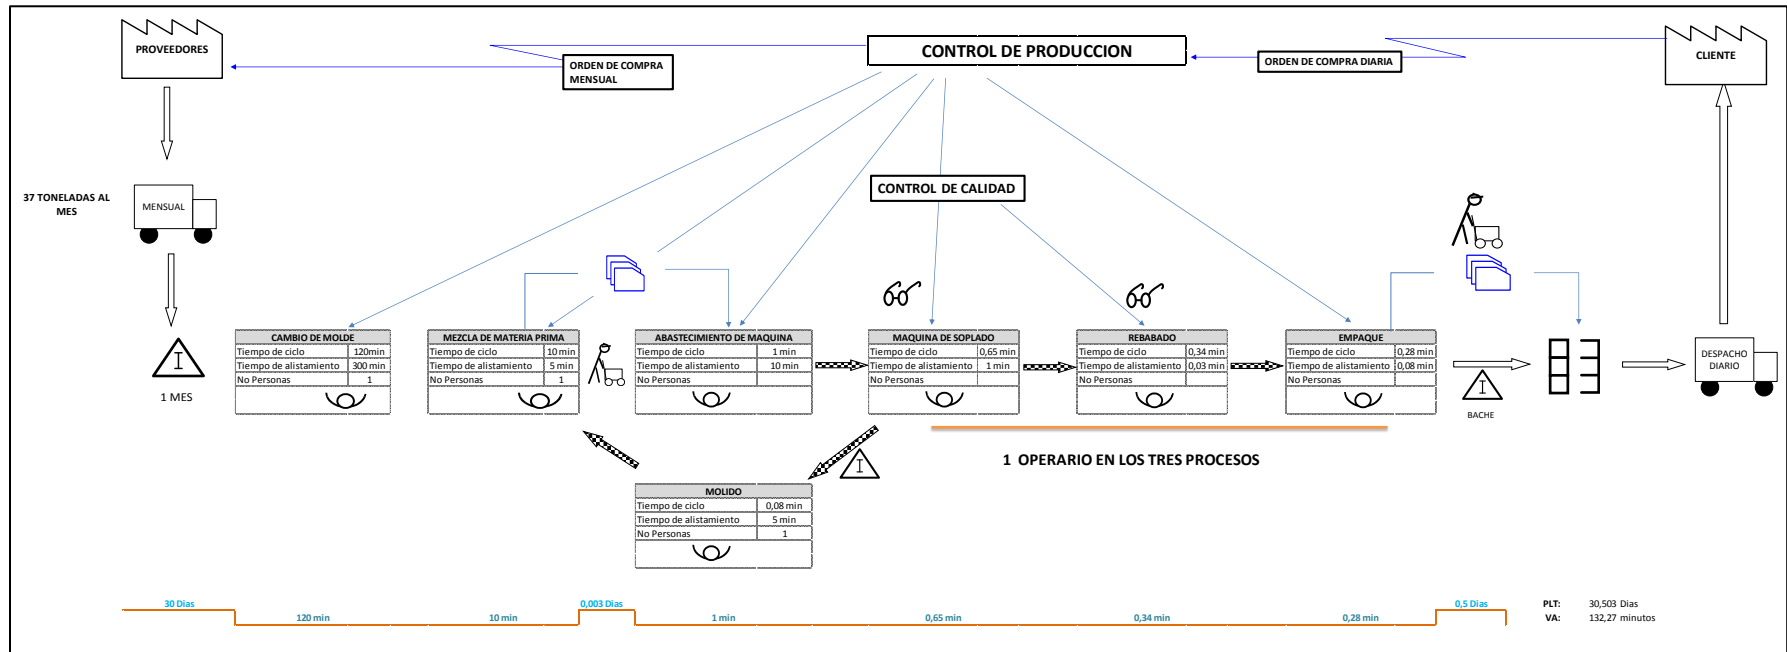 PROVEEDORES
CONTROL DE PRODUCCION
CLIENTE
ORDEN DE COMPRA
MENSUAL
ORDEN DE COMPRA DIARIA
37 TONELADAS AL
MES
MENSUAL
CONTROL DE CALIDAD
I
1 MES
CAMBIO DE MOLDE
Tiempo de ciclo 120min
Tiempo de alistamiento 300 min
No Personas 1
MEZCLA DE MATERIA PRIMA
Tiempo de ciclo 10 min
Tiempo de alistamiento 5 min
No Personas 1
ABASTECIMIENTO DE MAQUINA
Tiempo de ciclo 1 min
Tiempo de alistamiento 10 min
No Personas
MAQUINA DE SOPLADO
Tiempo de ciclo 0,65 min
Tiempo de alistamiento 1 min
No Personas
REBABADO
Tiempo de ciclo 0,34 min
Tiempo de alistamiento 0,03 min
No Personas
EMPAQUE
Tiempo de ciclo 0,28 min
Tiempo de alistamiento 0,08 min
No Personas
I
BACHE
DESPACHO
DIARIO
I
1 OPERARIO EN LOS TRES PROCESOS
MOLIDO
Tiempo de ciclo 0,08 min
Tiempo de alistamiento 5 min
No Personas 1
30 Dias
120 min
10 min
0,003 Dias
1 min
0,65 min
0,34 min
0,28 min
0,5 Dias
PLT: 30,503 Dias
VA: 132,27 minutos